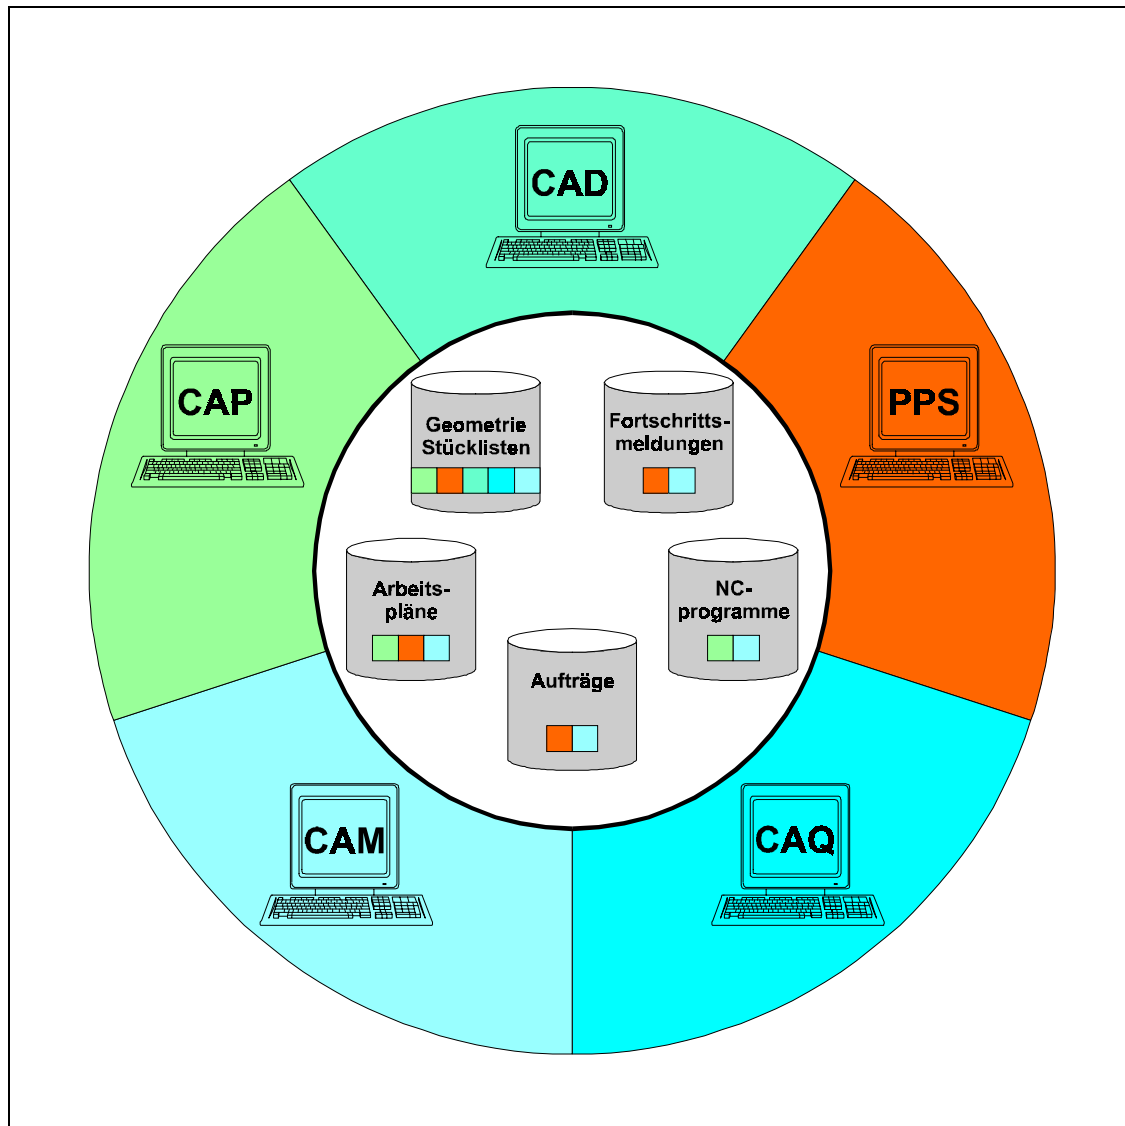 CAD
CAP
PPS
Geometrie
Stücklisten
Fortschritts-
meldungen
Arbeits-
pläne
NC-
programme
Aufträge
CAM
CAQ